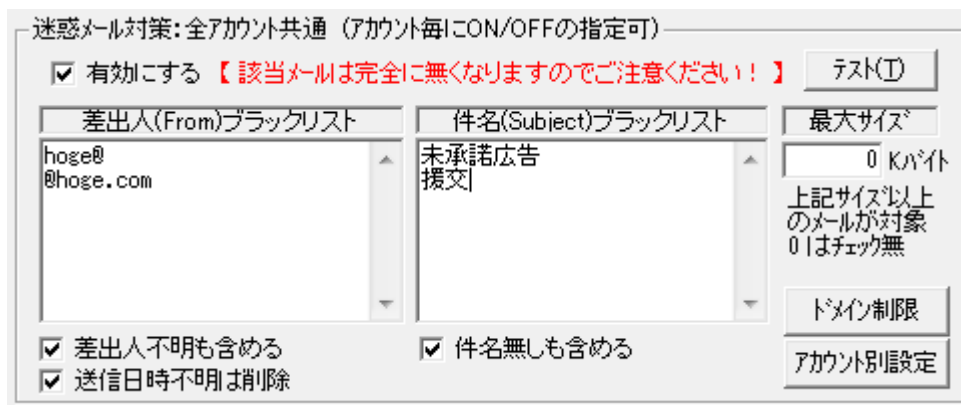 迷惑ﾒｰﾙ対策:全ｱｶｳﾝﾄ共通（ｱｶｳﾝﾄ毎にON/OFFの指定可）
有効にする【該当ﾒｰﾙは完全に無くなりますのでご注意ください！】 ﾃｽﾄ(T)
差出人(From)ブラックリスト 件名(Subject)ブラックリスト 最大ｻｲｽﾞ
hoge@
@hoge.com
未承諾広告
援交
0 Kﾊﾞｲﾄ
上記ｻｲｽﾞ以上
のﾒｰﾙが対象
0はﾁｪｯｸ無
ﾄﾞﾒｲﾝ制限
ｱｶｳﾝﾄ別設定
差出人不明も含める 件名無しも含める
送信日時不明は削除